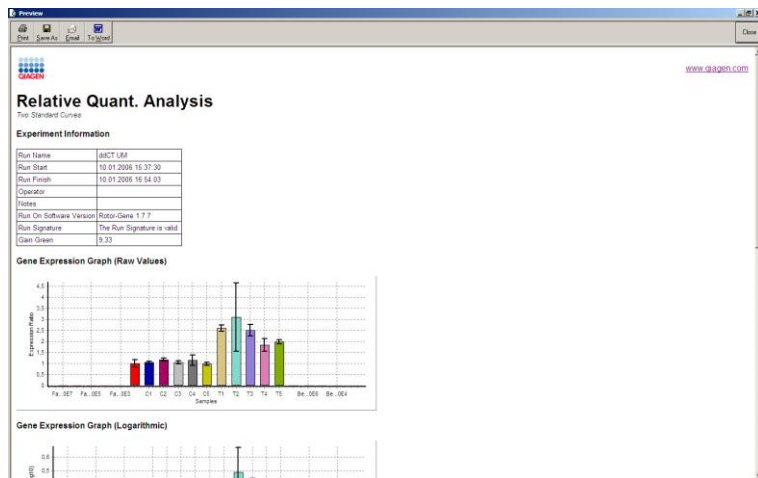 Preview
Print Save As Email To Word Close
QIAGEN
www.qiagen.com
Relative Quant. Analysis
Two Standard Curves
Experiment Information
Run Name ddCT UM
Run Start 10.01.2006 15:37:30
Run Finish 10.01.2006 16:54:03
Operator
Notes
Run On Software Version Rotor-Gene 1.7.7
Run Signature The Run Signature is valid.
Gain Green 9,33
Gene Expression Graph (Raw Values)
Expression Ratio
4,5
4
3,5
3
2,5
2
1,5
1
0,5
0
Fa...0E7 Fa...0E5 Fa...0E3 C1 C2 C3 C4 C5 T1 T2 T3 T4 T5 Be...0E6 Be...0E4
Samples
Gene Expression Graph (Logarithmic)
0,6
0,5